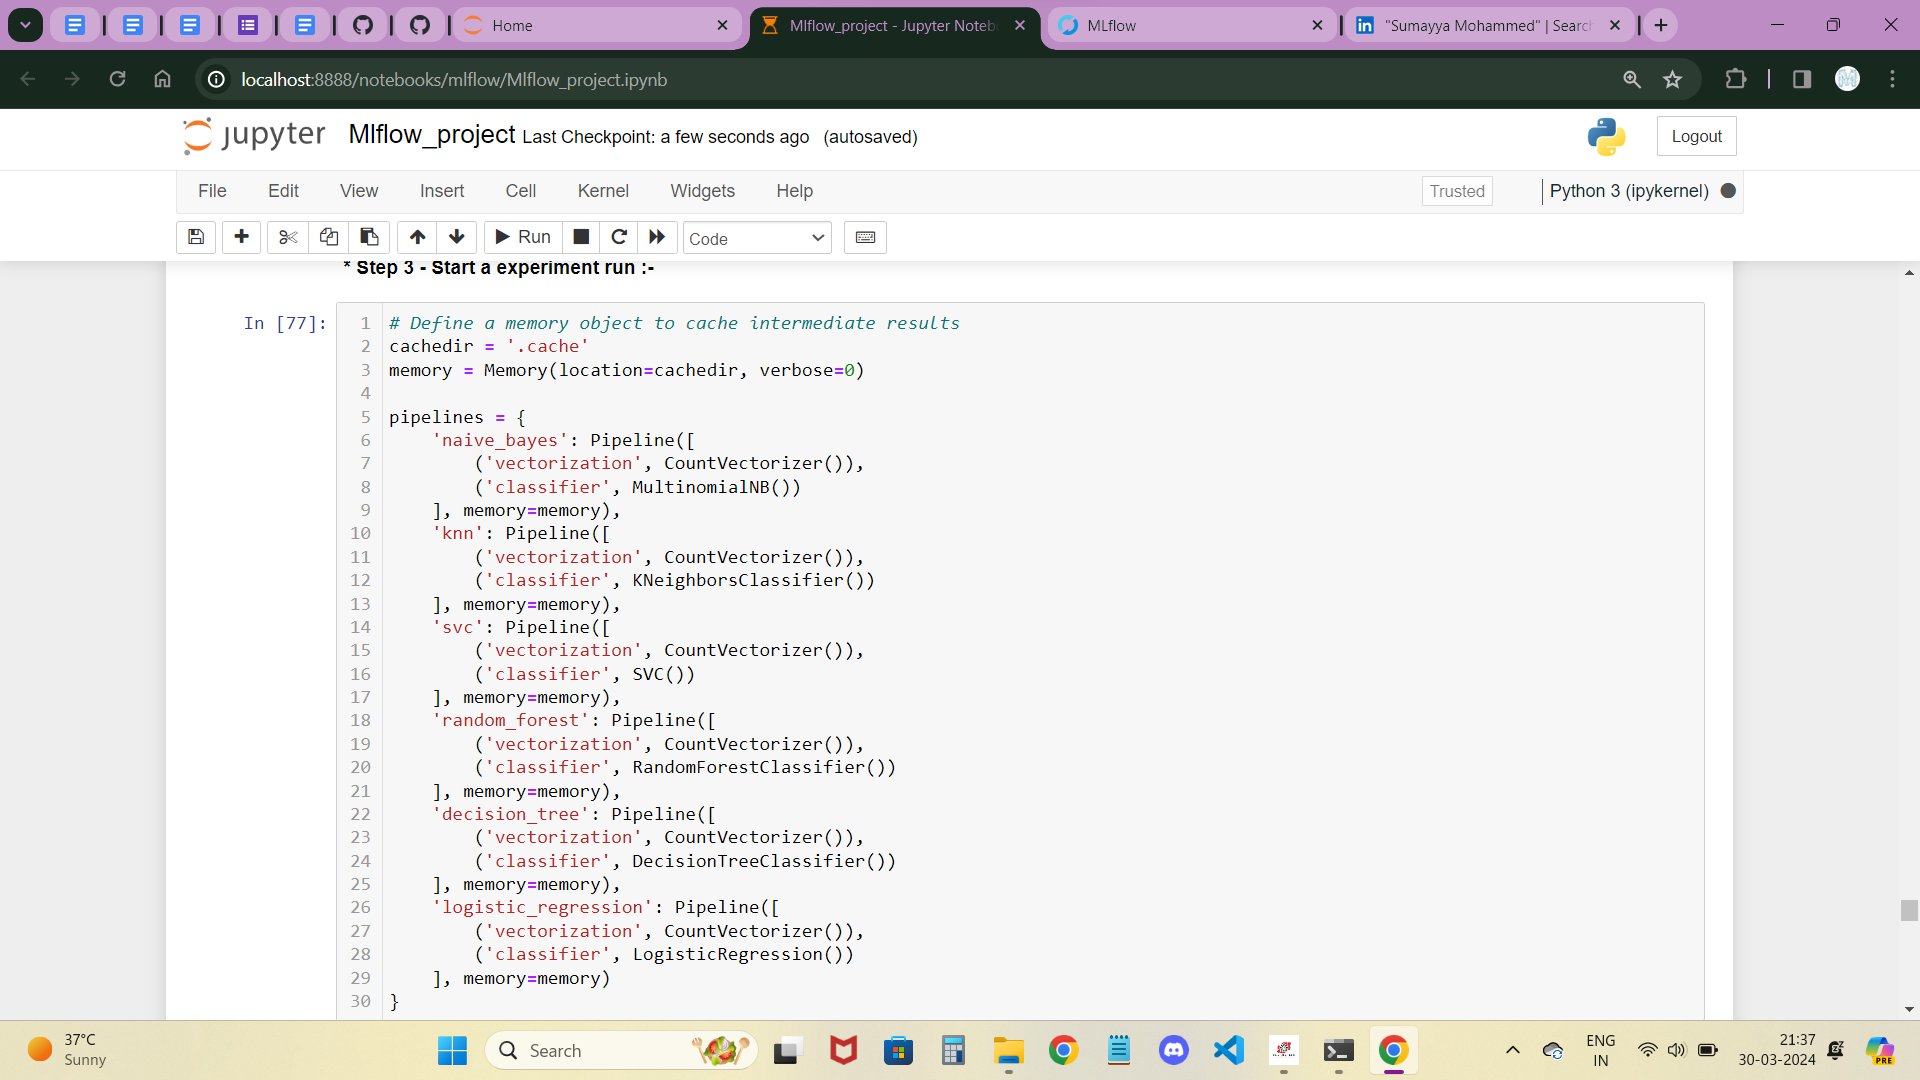 Home
Mlflow_project - Jupyter Noteb
MLflow
"Sumayya Mohammed" | Search
localhost:8888/notebooks/mlflow/Mlflow_project.ipynb
jupyter Mlflow_project Last Checkpoint: a few seconds ago (autosaved)
Logout
File Edit View Insert Cell Kernel Widgets Help
Trusted
Python 3 (ipykernel)
Run
Code
* Step 3 - Start a experiment run :-
In [77]:
1 # Define a memory object to cache intermediate results
2 cachedir = '.cache'
3 memory = Memory(location=cachedir, verbose=0)
4
5 pipelines = {
6     'naive_bayes': Pipeline([
7         ('vectorization', CountVectorizer()),
8         ('classifier', MultinomialNB())
9     ], memory=memory),
10     'knn': Pipeline([
11         ('vectorization', CountVectorizer()),
12         ('classifier', KNeighborsClassifier())
13     ], memory=memory),
14     'svc': Pipeline([
15         ('vectorization', CountVectorizer()),
16         ('classifier', SVC())
17     ], memory=memory),
18     'random_forest': Pipeline([
19         ('vectorization', CountVectorizer()),
20         ('classifier', RandomForestClassifier())
21     ], memory=memory),
22     'decision_tree': Pipeline([
23         ('vectorization', CountVectorizer()),
24         ('classifier', DecisionTreeClassifier())
25     ], memory=memory),
26     'logistic_regression': Pipeline([
27         ('vectorization', CountVectorizer()),
28         ('classifier', LogisticRegression())
29     ], memory=memory)
30 }
37°C
Sunny
Search
ENG
IN
21:37
30-03-2024
PRE